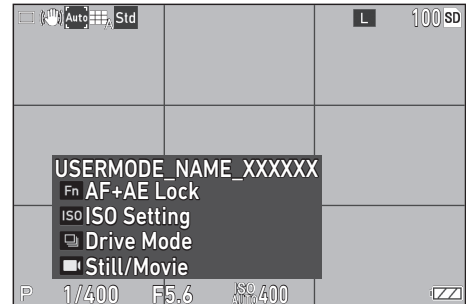 Auto A Std L 100 SD
USERMODE_NAME_XXXXXX
Fn AF+AE Lock
ISO ISO Setting
Drive Mode
Still/Movie
P 1/400 F5.6 ISO AUTO 400